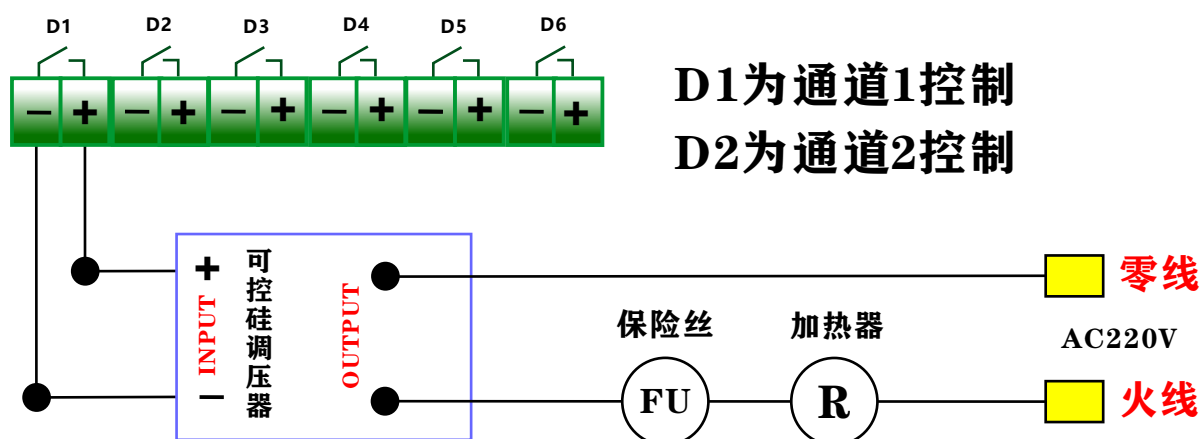 D1 D2 D3 D4 D5 D6
− + − + − + − + − + − +
D1为通道1控制
D2为通道2控制
+
INPUT
−
可控硅调压器
OUTPUT
保险丝
FU
加热器
R
零线
AC220V
火线